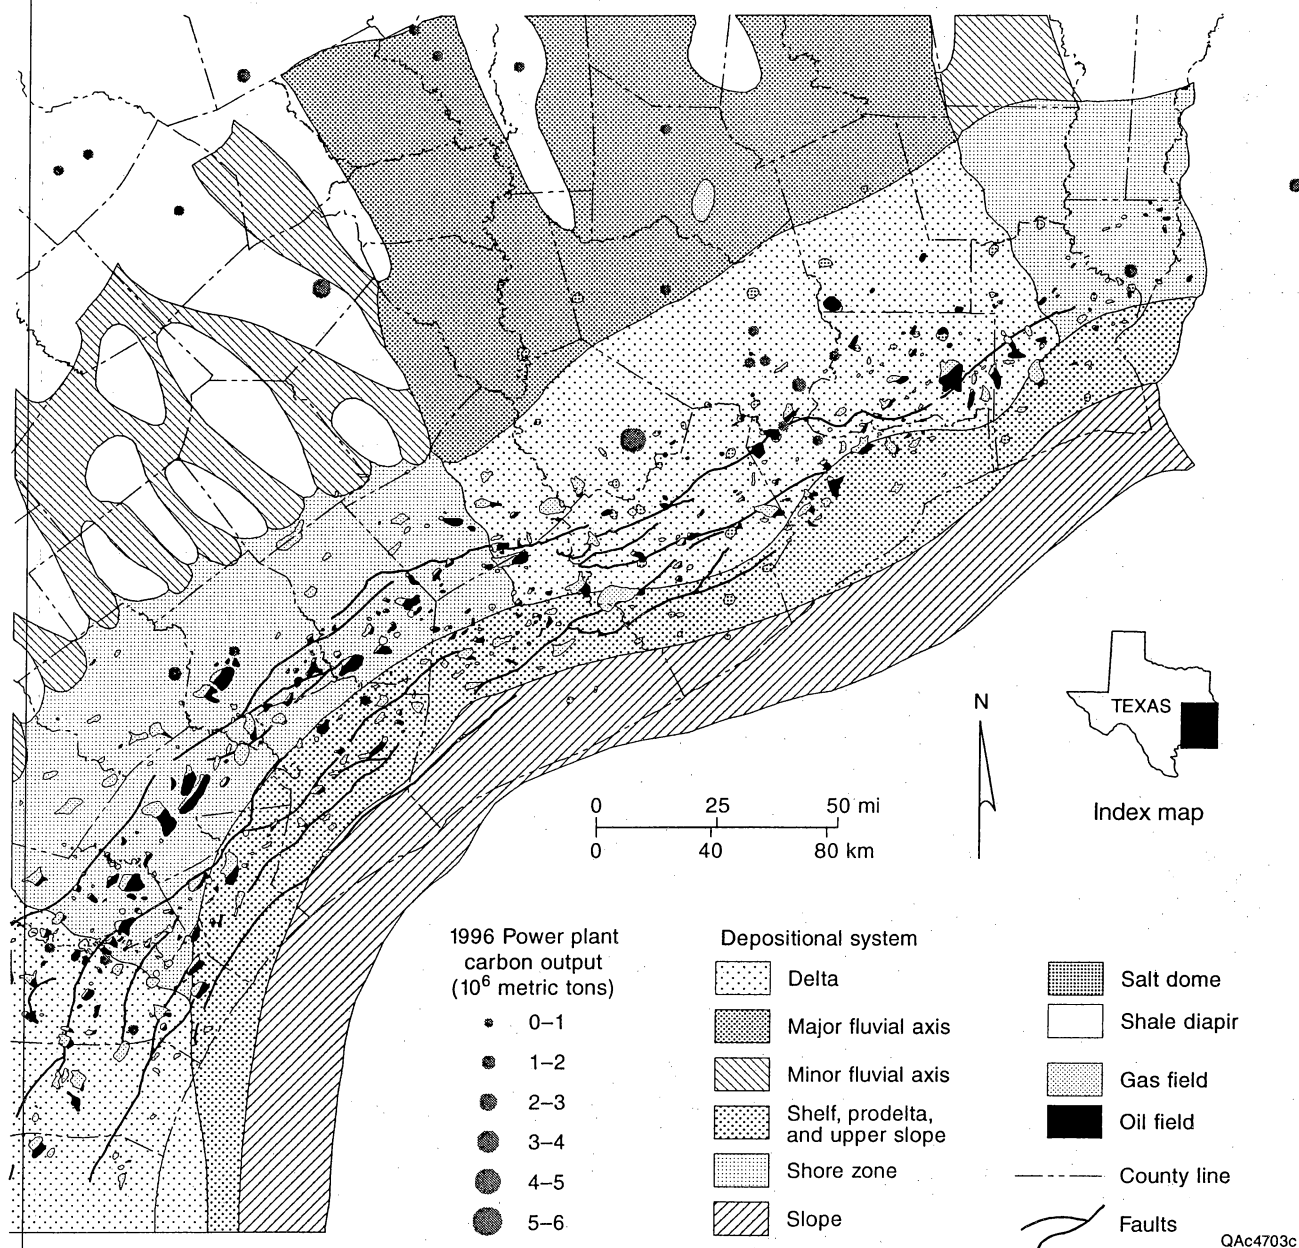 N
TEXAS
Index map
0 25 50 mi
0 40 80 km
1996 Power plant
carbon output
(10⁶ metric tons)
0–1
1–2
2–3
3–4
4–5
5–6
Depositional system
Delta
Major fluvial axis
Minor fluvial axis
Shelf, prodelta,
and upper slope
Shore zone
Slope
Salt dome
Shale diapir
Gas field
Oil field
County line
Faults
QAc4703c